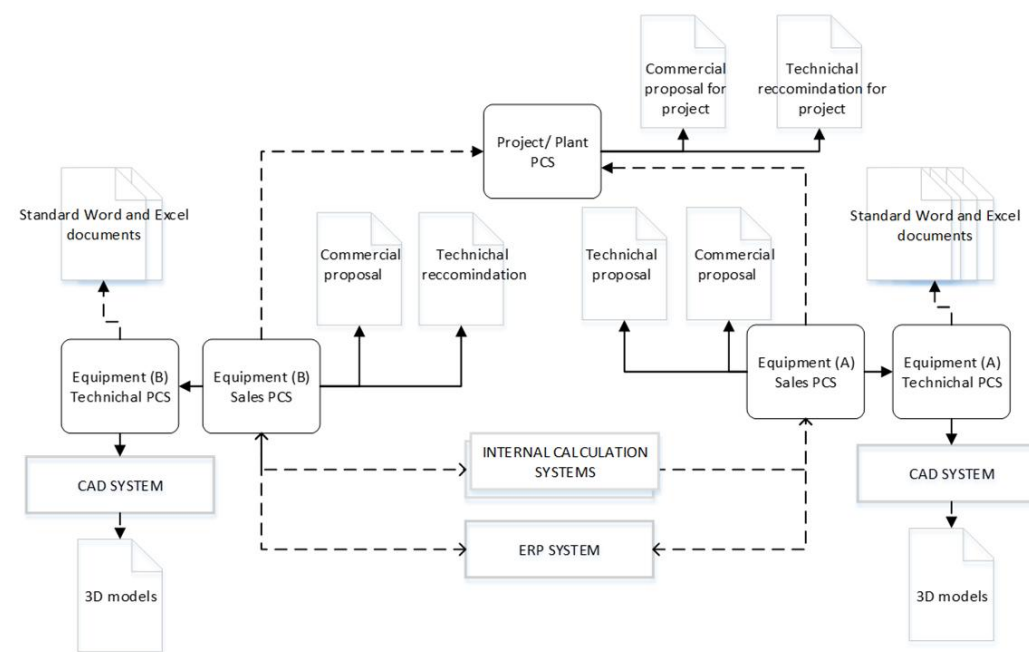 Commercial
proposal for
project
Technichal
reccomindation for
project
Project/ Plant
PCS
Standard Word and Excel
documents
Commercial
proposal
Technichal
reccomindation
Technichal
proposal
Commercial
proposal
Standard Word and Excel
documents
Equipment (B)
Technichal PCS
Equipment (B)
Sales PCS
Equipment (A)
Sales PCS
Equipment (A)
Technichal PCS
INTERNAL CALCULATION
SYSTEMS
CAD SYSTEM
CAD SYSTEM
ERP SYSTEM
3D models
3D models